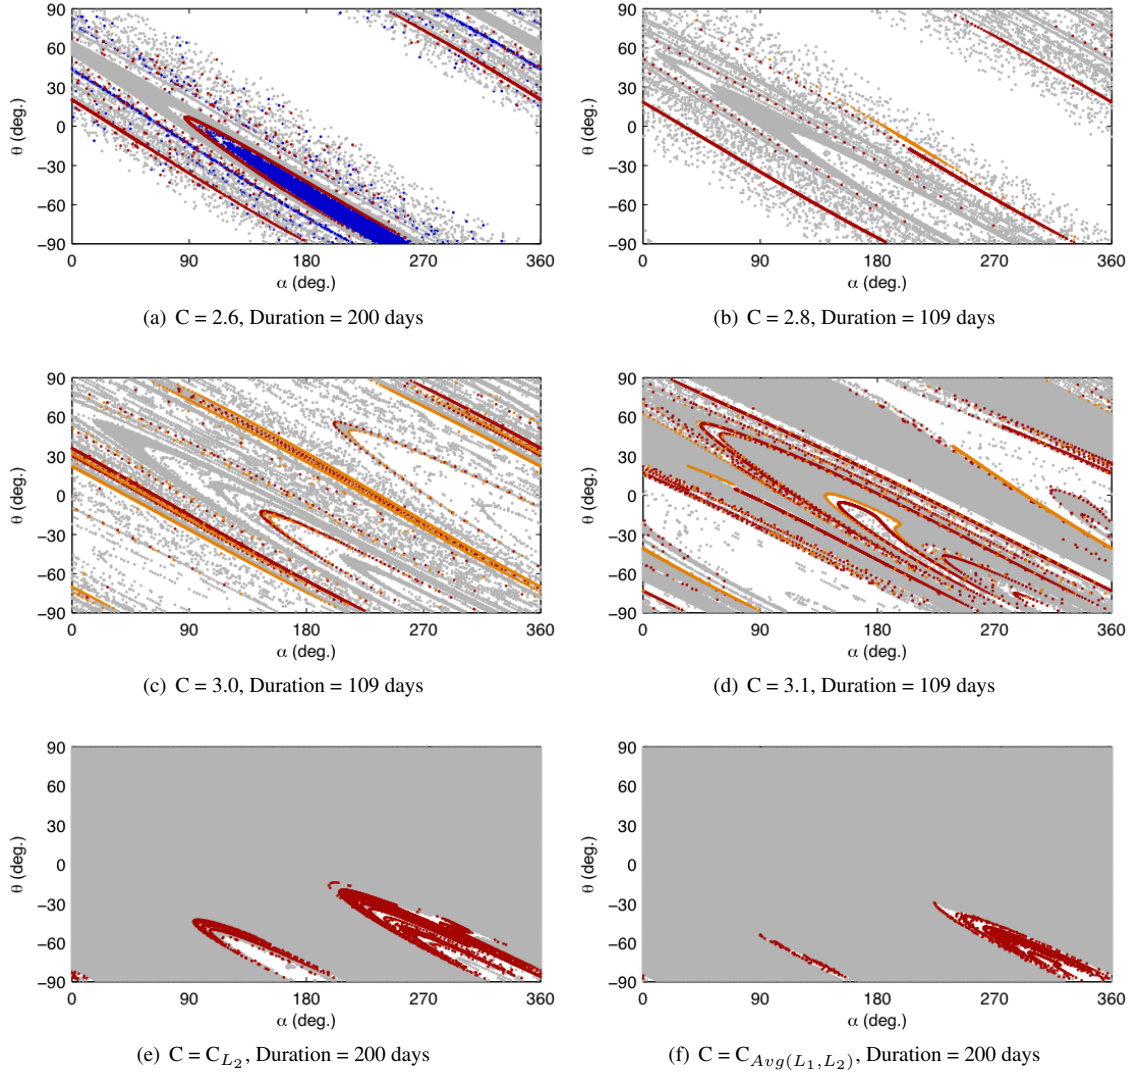 90
60
30
0
−30
−60
−90
θ (deg.)
0 90 180 270 360
α (deg.)
(a) C = 2.6, Duration = 200 days
90
60
30
0
−30
−60
−90
θ (deg.)
0 90 180 270 360
α (deg.)
(b) C = 2.8, Duration = 109 days
90
60
30
0
−30
−60
−90
θ (deg.)
0 90 180 270 360
α (deg.)
(c) C = 3.0, Duration = 109 days
90
60
30
0
−30
−60
−90
θ (deg.)
0 90 180 270 360
α (deg.)
(d) C = 3.1, Duration = 109 days
90
60
30
0
−30
−60
−90
θ (deg.)
0 90 180 270 360
α (deg.)
(e) C = C_{L_2}, Duration = 200 days
90
60
30
0
−30
−60
−90
θ (deg.)
0 90 180 270 360
α (deg.)
(f) C = C_{Avg(L_1,L_2)}, Duration = 200 days